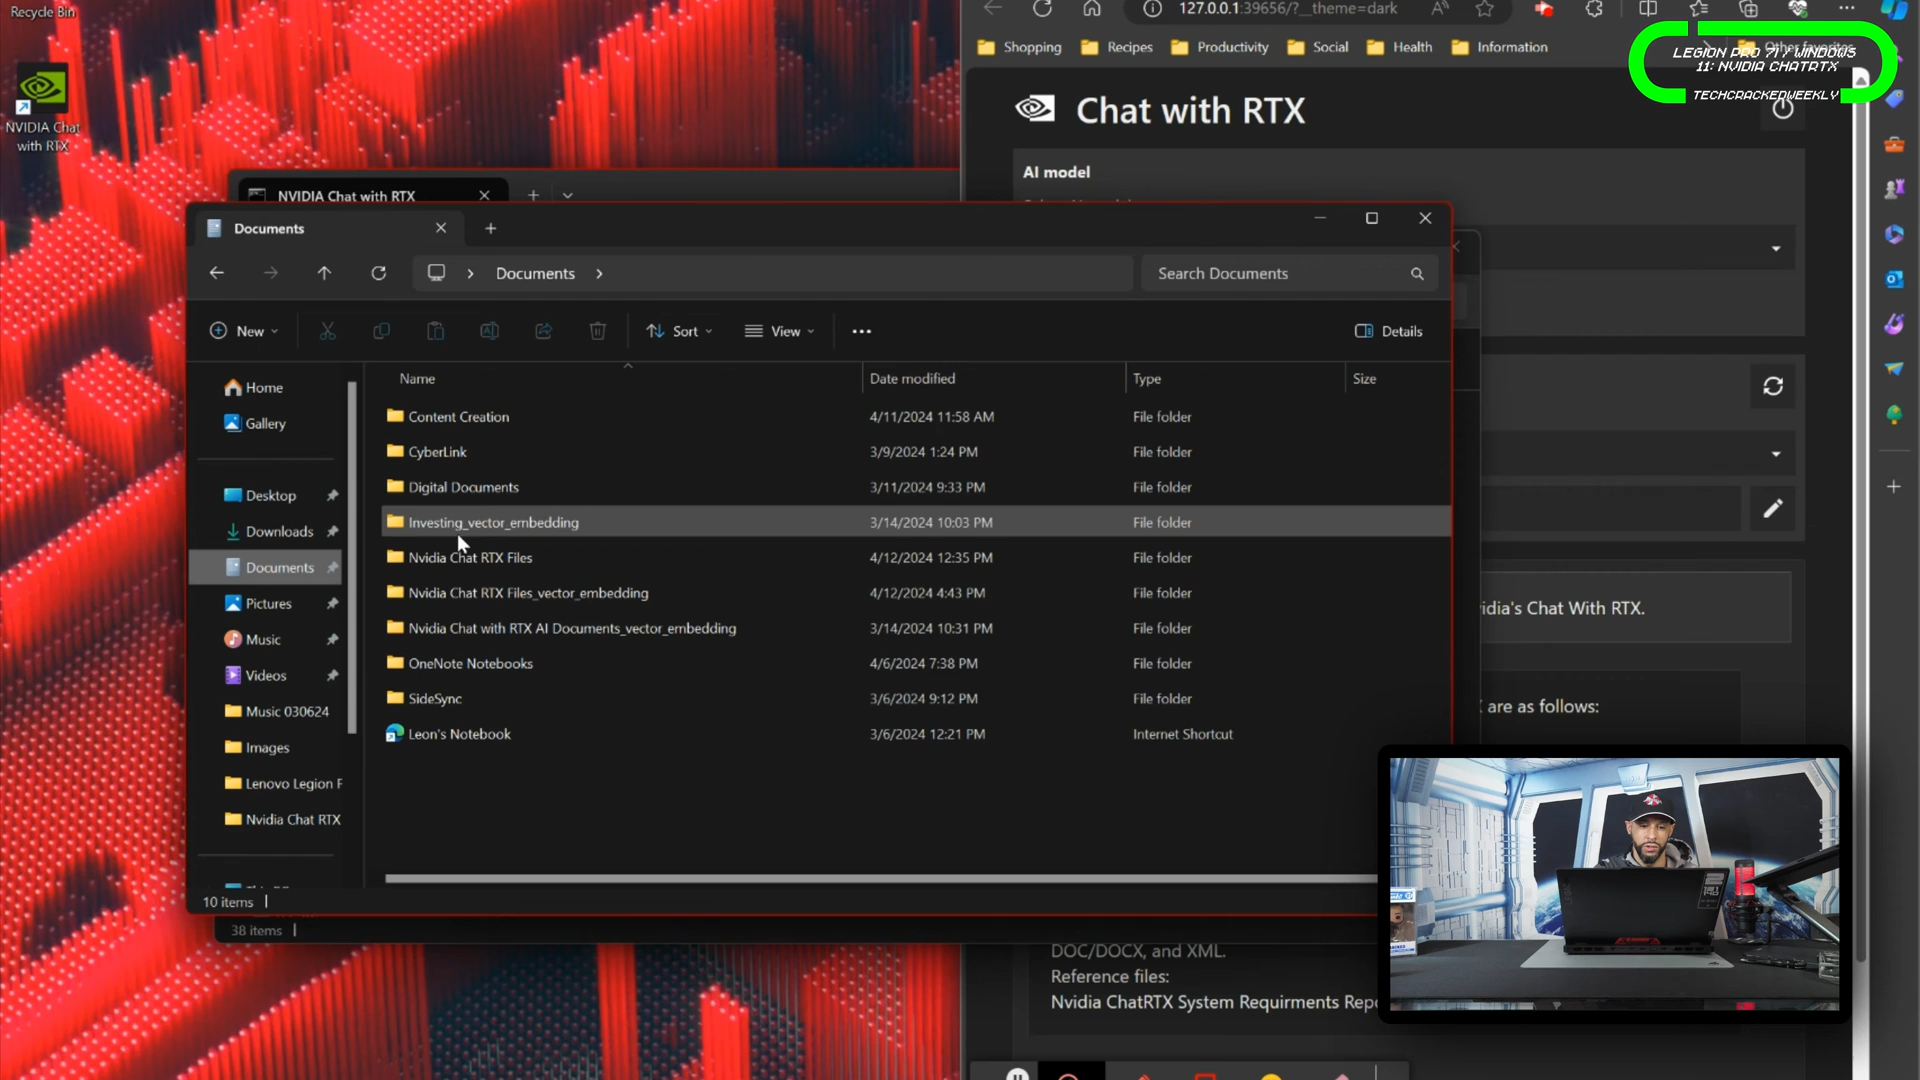 Recycle Bin
NVIDIA Chat
with RTX
127.0.0.1:39656/?__theme=dark
Shopping
Recipes
Productivity
Social
Health
Information
Other favorites
LEGION PRO 7I / WINDOWS
11: NVIDIA CHATRTX
TECHCRACKEDWEEKLY
Chat with RTX
AI model
NVIDIA Chat with RTX
Documents
Documents
Search Documents
New
Sort
View
Details
Name
Date modified
Type
Size
Home
Gallery
Desktop
Downloads
Documents
Pictures
Music
Videos
Music 030624
Images
Lenovo Legion F
Nvidia Chat RTX
Content Creation 4/11/2024 11:58 AM File folder
CyberLink 3/9/2024 1:24 PM File folder
Digital Documents 3/11/2024 9:33 PM File folder
Investing_vector_embedding 3/14/2024 10:03 PM File folder
Nvidia Chat RTX Files 4/12/2024 12:35 PM File folder
Nvidia Chat RTX Files_vector_embedding 4/12/2024 4:43 PM File folder
Nvidia Chat with RTX AI Documents_vector_embedding 3/14/2024 10:31 PM File folder
OneNote Notebooks 4/6/2024 7:38 PM File folder
SideSync 3/6/2024 9:12 PM File folder
Leon's Notebook 3/6/2024 12:21 PM Internet Shortcut
10 items
38 items
idia's Chat With RTX.
are as follows:
DOC/DOCX, and XML.
Reference files:
Nvidia ChatRTX System Requirments Repo